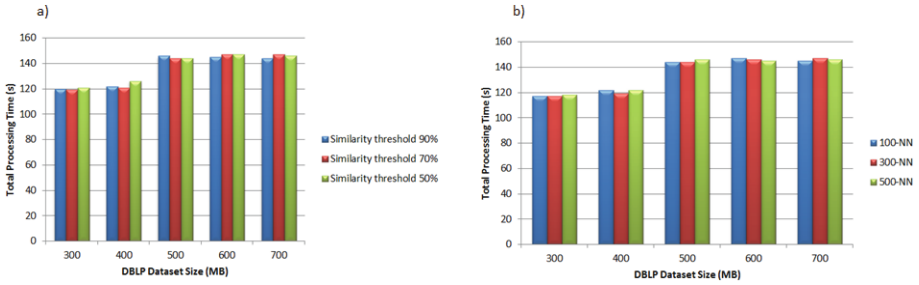 a)
160
140
120
100
80
60
40
20
0
Total Processing Time (s)
300 400 500 600 700
DBLP Dataset Size (MB)
Similarity threshold 90%
Similarity threshold 70%
Similarity threshold 50%
b)
160
140
120
100
80
60
40
20
0
Total Processing Time (s)
300 400 500 600 700
DBLP Dataset Size (MB)
100-NN
300-NN
500-NN